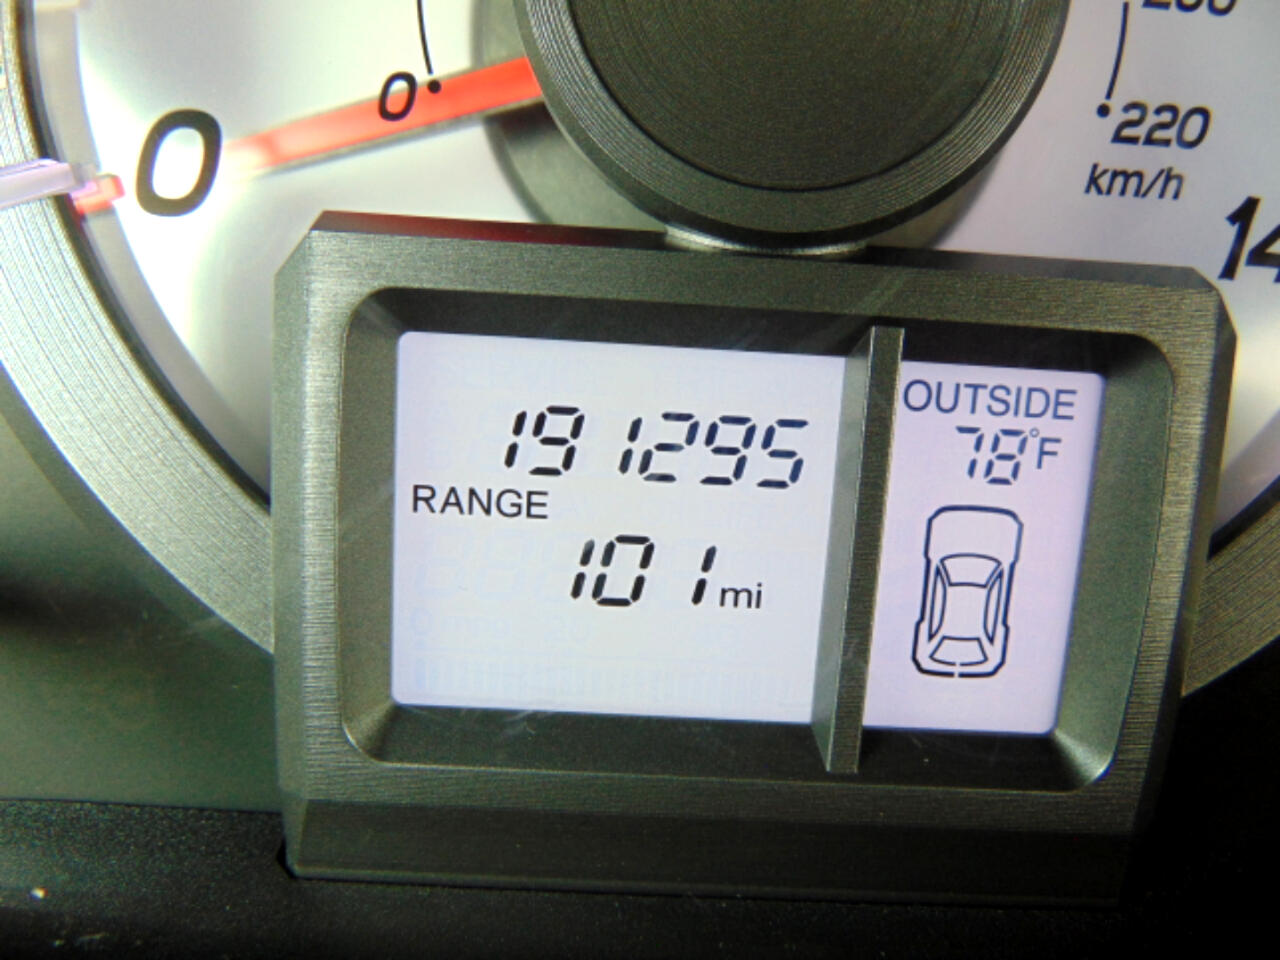 0
0
220
km/h
191295
RANGE
101 mi
OUTSIDE
78°F